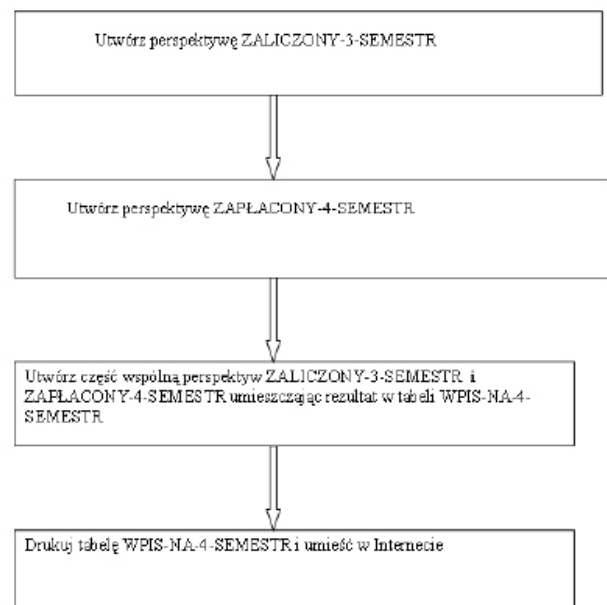 Utwórz perspektywę ZALICZONY-3-SEMESTR
Utwórz perspektywę ZAPŁACONY-4-SEMESTR
Utwórz część wspólną perspektyw ZALICZONY-3-SEMESTR i
ZAPŁACONY-4-SEMESTR umieszczając rezultat w tabeli WPIS-NA-4-
SEMESTR
Drukuj tabelę WPIS-NA-4-SEMESTR i umieść w Internecie